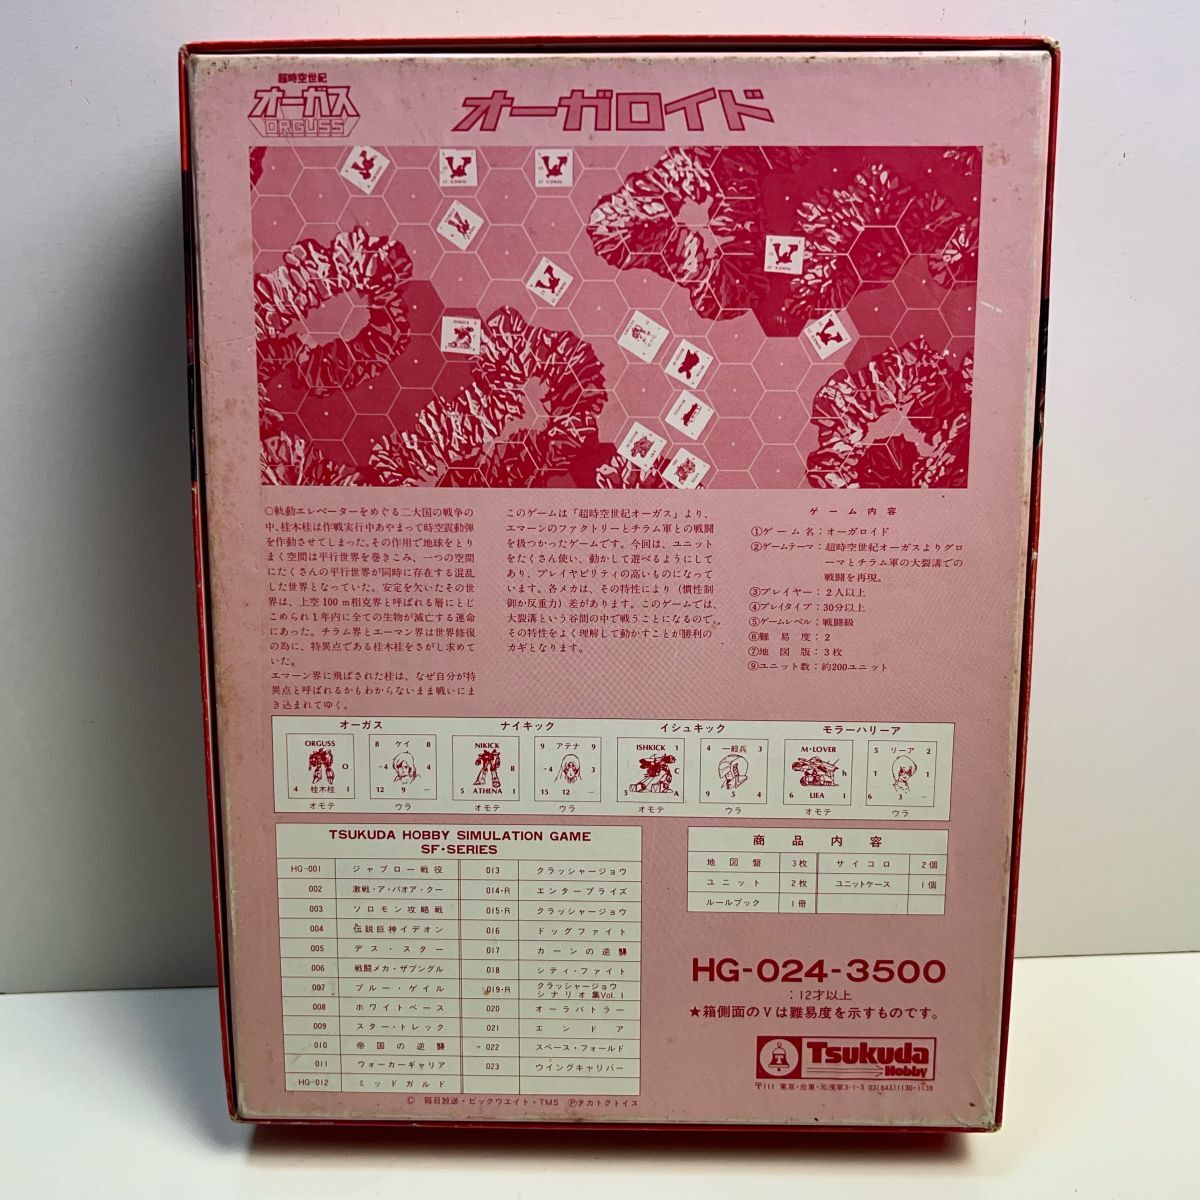 超時空世紀
オーガス
ORGUSS
オーガロイド
○軌動エレベーターをめぐる二大国の戦争の
中、桂木桂は作戦実行中あやまって時空震動弾
を作動させてしまった。その作用で地球をとり
まく空間は平行世界を巻きこみ、一つの空間
にたくさんの平行世界が同時に存在する混乱
した世界となっていた。安定を欠いたその世
界は、上空100m相克界と呼ばれる層にとじ
こめられ1年内に全ての生物が滅亡する運命
にあった。チラム界とエーマン界は世界修復
の為に、特異点である桂木桂をさがし求めて
いた。
エマーン界に飛ばされた桂は、なぜ自分が特
異点と呼ばれるかもわからないまま戦いにま
き込まれてゆく。
このゲームは「超時空世紀オーガス」より、
エマーンのファクトリーとチラム軍との戦闘
を扱つかったゲームです。今回は、ユニット
をたくさん使い、動かして遊べるようにして
あり、プレイヤビリティの高いものになって
います。各メカは、その特性により(慣性制
御か反重力)差があります。このゲームでは、
大裂溝という谷間の中で戦うことになるので、
その特性をよく理解して動かすことが勝利の
カギとなります。
ゲーム内容
①ゲーム名:オーガロイド
②ゲームテーマ:超時空世紀オーガスよりグロ
ーマとチラム軍の大裂溝での
戦闘を再現。
③プレイヤー:2人以上
④プレイタイプ:30分以上
⑤ゲームレベル;戦闘級
⑥難易度:2
⑦地図版:3枚
⑨ユニット数:約200ユニット
オーガス
ナイキック
イシュキック
モラーハリーア
ORGUSS
O
4 桂木桂 1
オモテ
8 ケイ 8
-4 4
12 9 -
ウラ
NIKICK
B
5 ATHENA 1
オモテ
9 アテナ 9
-4 3
15 12 -
ウラ
ISHKICK 1
C
5 A
オモテ
4 一般兵 3
9 5 4
ウラ
M・LOVER
h
6 LIEA 1
オモテ
5 リーア 2
1 1
6 3 -
ウラ
TSUKUDA HOBBY SIMULATION GAME
SF・SERIES
HG-001 ジャブロー戦役
002 激戦・ア・バオア・クー
003 ソロモン攻略戦
004 伝説巨神イデオン
005 デス・スター
006 戦闘メカ・ザブングル
007 ブルー・ゲイル
008 ホワイトベース
009 スター・トレック
010 帝国の逆襲
011 ウォーカーギャリア
HG-012 ミッドガルド
013 クラッシャージョウ
014・R エンタープライズ
015・R クラッシャージョウ
016 ドッグファイト
017 カーンの逆襲
018 シティ・ファイト
019・R クラッシャージョウ
シナリオ集Vol.1
020 オーラバトラー
021 エンドア
022 スペース・フォールド
023 ウイングキャリバー
商品内容
地図盤 3枚 サイコロ 2個
ユニット 2枚 ユニットケース 1個
ルールブック 1冊
HG-024-3500
:12才以上
★箱側面のVは難易度を示すものです。
Tsukuda
Hobby
〒111 東京・台東・元浅草3-1-3 03(843)1130-1139
© 毎日放送・ビックウエイト・TMS Ⓟタカトクトイス